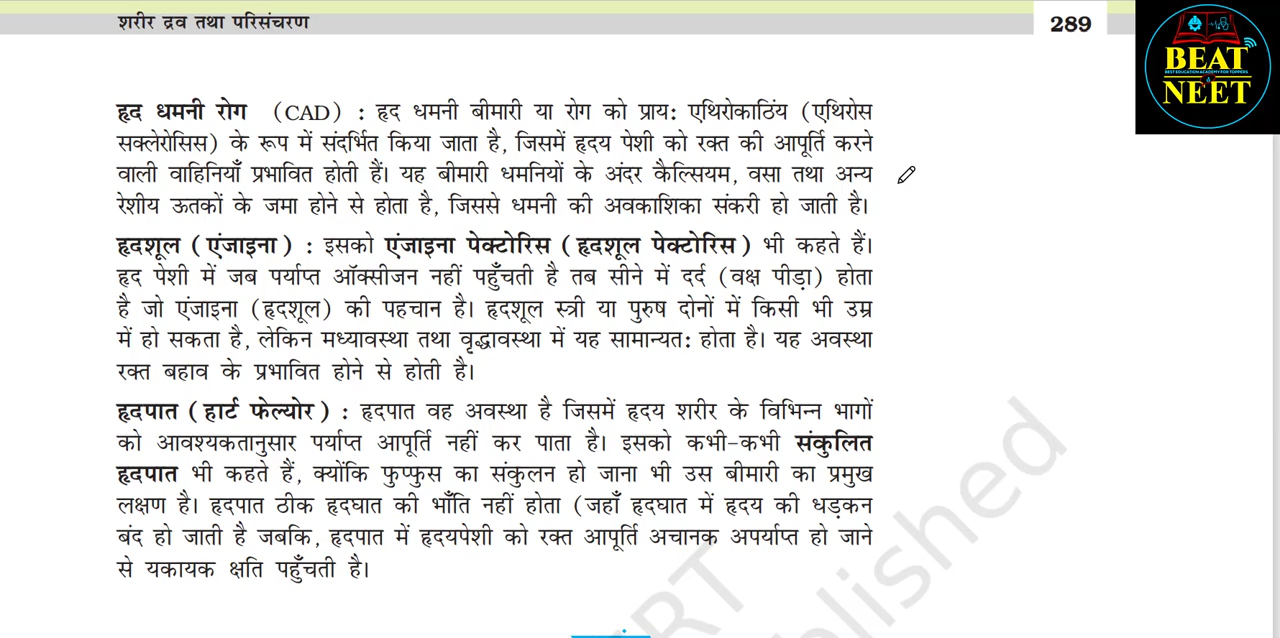 शरीर द्रव तथा परिसंचरण
289
BEAT
BEST EDUCATION ACADEMY FOR TOPPERS
NEET
हृद धमनी रोग (CAD) : हृद धमनी बीमारी या रोग को प्राय: एथिरोकाठिंय (एथिरोस
सक्लेरोसिस) के रूप में संदर्भित किया जाता है, जिसमें हृदय पेशी को रक्त की आपूर्ति करने
वाली वाहिनियाँ प्रभावित होती हैं। यह बीमारी धमनियों के अंदर कैल्सियम, वसा तथा अन्य
रेशीय ऊतकों के जमा होने से होता है, जिससे धमनी की अवकाशिका संकरी हो जाती है।
हृदशूल (एंजाइना) : इसको एंजाइना पेक्टोरिस (हृदशूल पेक्टोरिस) भी कहते हैं।
हृद पेशी में जब पर्याप्त ऑक्सीजन नहीं पहुँचती है तब सीने में दर्द (वक्ष पीड़ा) होता
है जो एंजाइना (हृदशूल) की पहचान है। हृदशूल स्त्री या पुरुष दोनों में किसी भी उम्र
में हो सकता है, लेकिन मध्यावस्था तथा वृद्धावस्था में यह सामान्यत: होता है। यह अवस्था
रक्त बहाव के प्रभावित होने से होती है।
हृदपात (हार्ट फेल्योर) : हृदपात वह अवस्था है जिसमें हृदय शरीर के विभिन्न भागों
को आवश्यकतानुसार पर्याप्त आपूर्ति नहीं कर पाता है। इसको कभी-कभी संकुलित
हृदपात भी कहते हैं, क्योंकि फुप्फुस का संकुलन हो जाना भी उस बीमारी का प्रमुख
लक्षण है। हृदपात ठीक हृदघात की भाँति नहीं होता (जहाँ हृदघात में हृदय की धड़कन
बंद हो जाती है जबकि, हृदपात में हृदयपेशी को रक्त आपूर्ति अचानक अपर्याप्त हो जाने
से यकायक क्षति पहुँचती है।